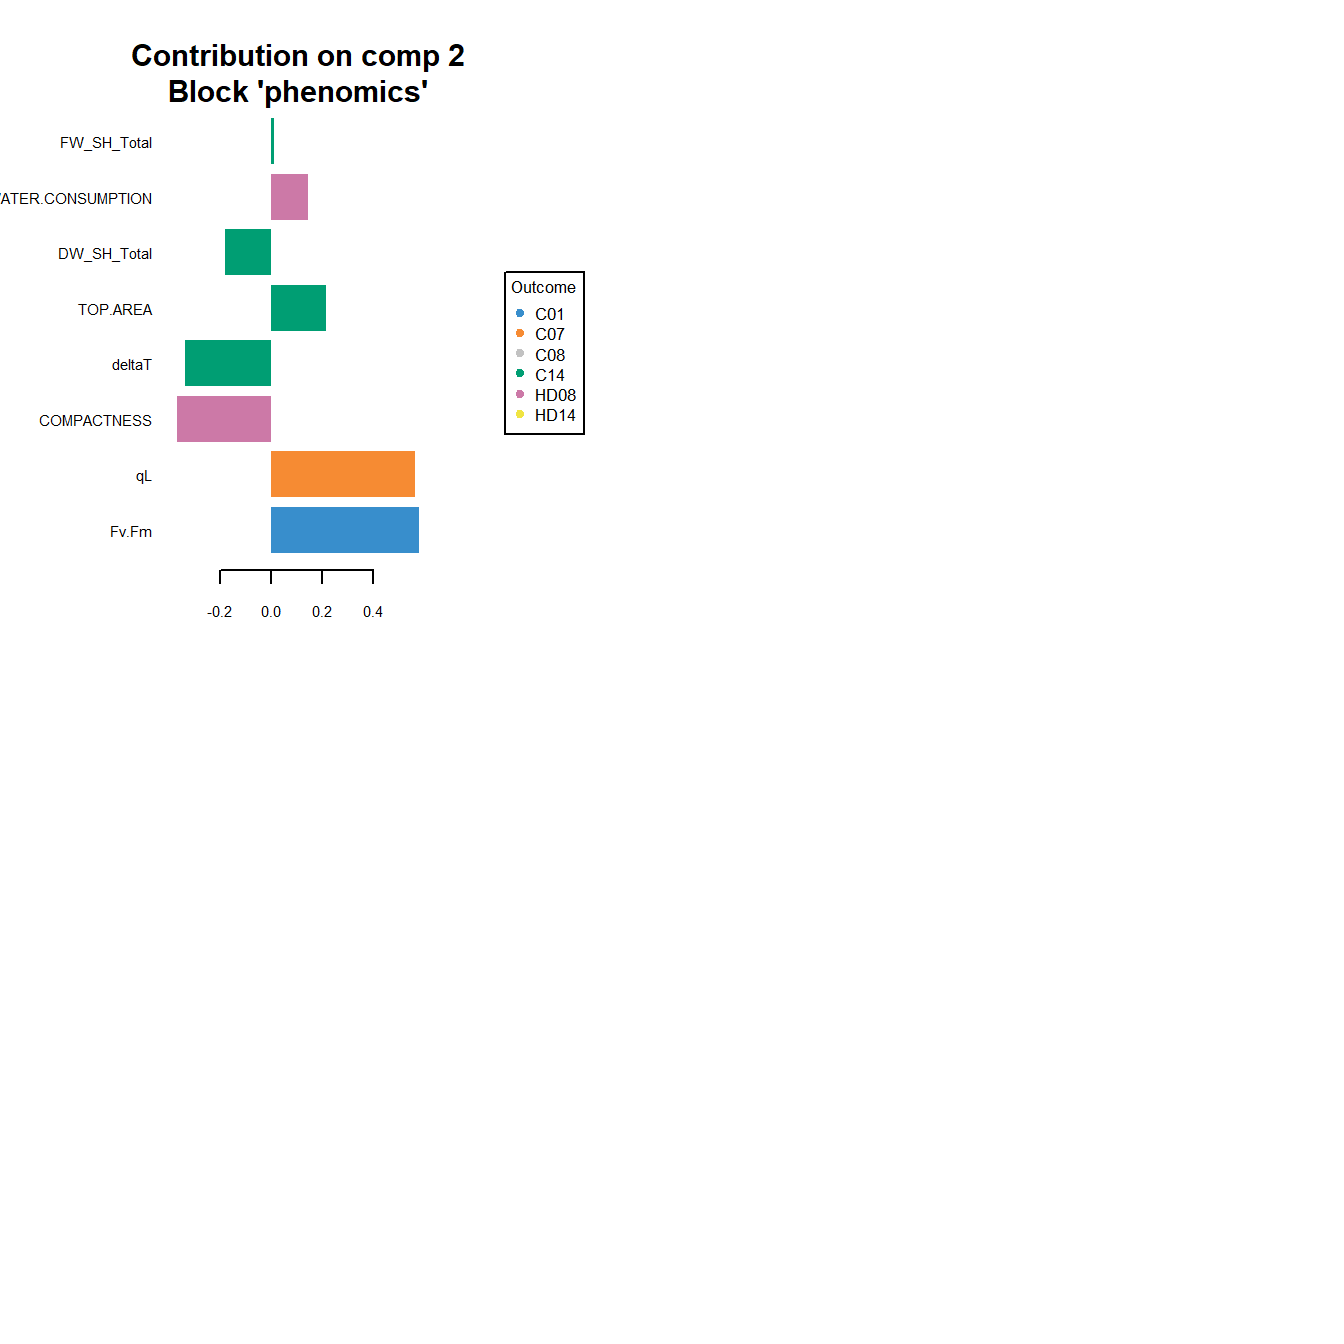 Contribution on comp 2
Block 'phenomics'
FW_SH_Total
ATER.CONSUMPTION
DW_SH_Total
TOP.AREA
deltaT
COMPACTNESS
qL
Fv.Fm
-0.2 0.0 0.2 0.4
Outcome
C01
C07
C08
C14
HD08
HD14